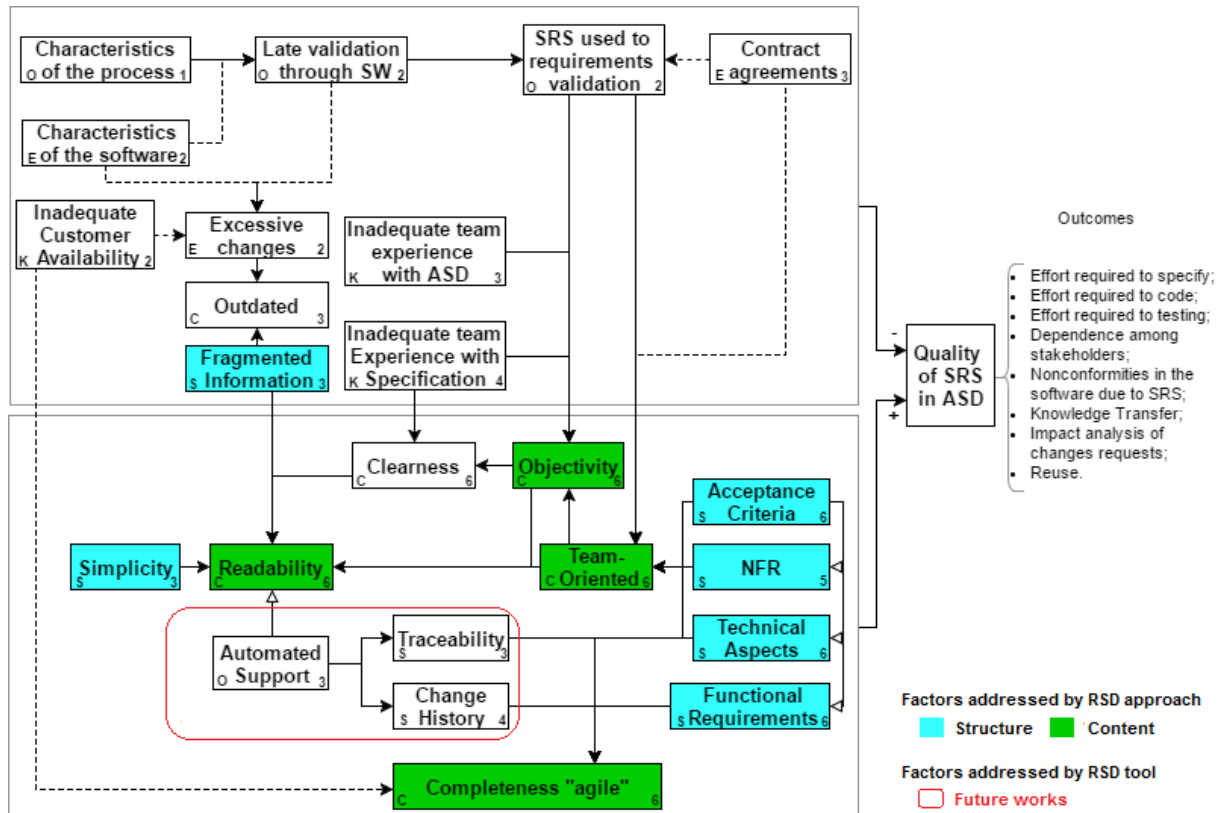 Characteristics
of the process
O 1
Late validation
through SW
O 2
SRS used to
requirements
validation
O 2
Contract
agreements
E 3
Characteristics
of the software
E 2
Inadequate
Customer
Availability
K 2
Excessive
changes
E 2
Inadequate team
experience
with ASD
K 3
Outdated
C 3
Fragmented
Information
S 3
Inadequate team
Experience with
Specification
K 4
Clearness
C 6
Objectivity
C 6
Acceptance
Criteria
S 6
Simplicity
S 3
Readability
C 6
Team-
Oriented
C 6
NFR
S 5
Automated
Support
O 3
Traceability
S 3
Technical
Aspects
S 6
Change
History
S 4
Functional
Requirements
S 6
Completeness "agile"
C 6
-
+
Quality
of SRS
in ASD
Outcomes
• Effort required to specify;
• Effort required to code;
• Effort required to testing;
• Dependence among
stakeholders;
• Nonconformities in the
software due to SRS;
• Knowledge Transfer;
• Impact analysis of
changes requests;
• Reuse.
Factors addressed by RSD approach
Structure Content
Factors addressed by RSD tool
Future works